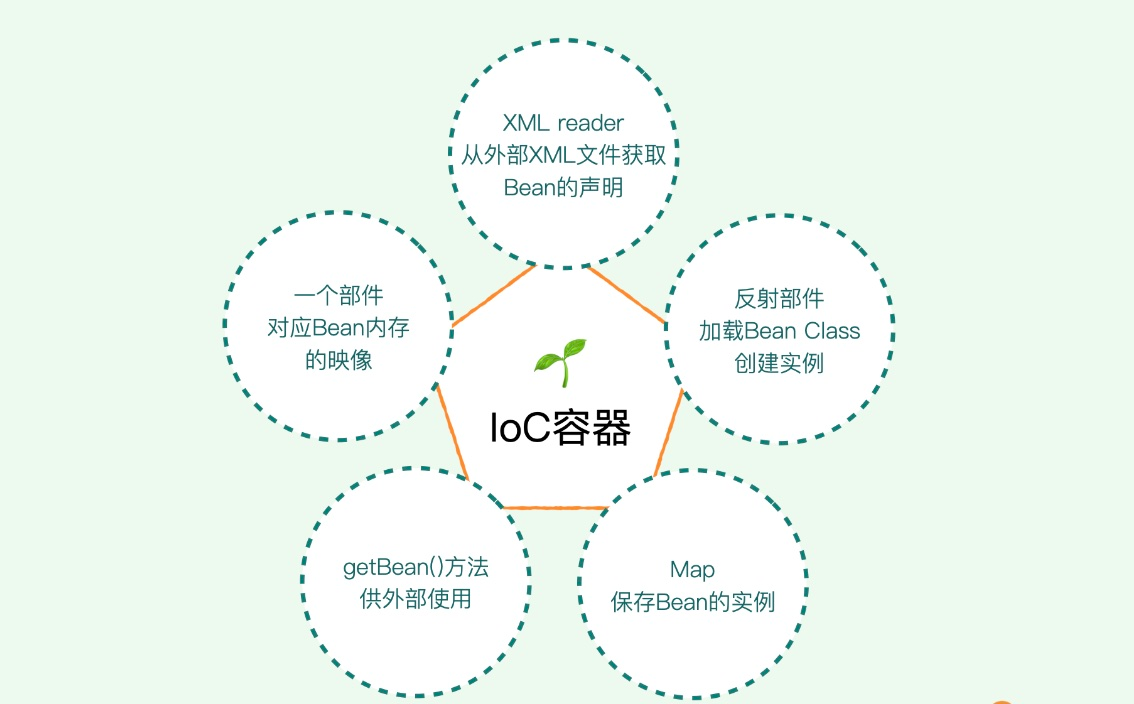 XML reader
从外部XML文件获取
Bean的声明
一个部件
对应Bean内存
的映像
反射部件
加载Bean Class
创建实例
IoC容器
getBean()方法
供外部使用
Map
保存Bean的实例